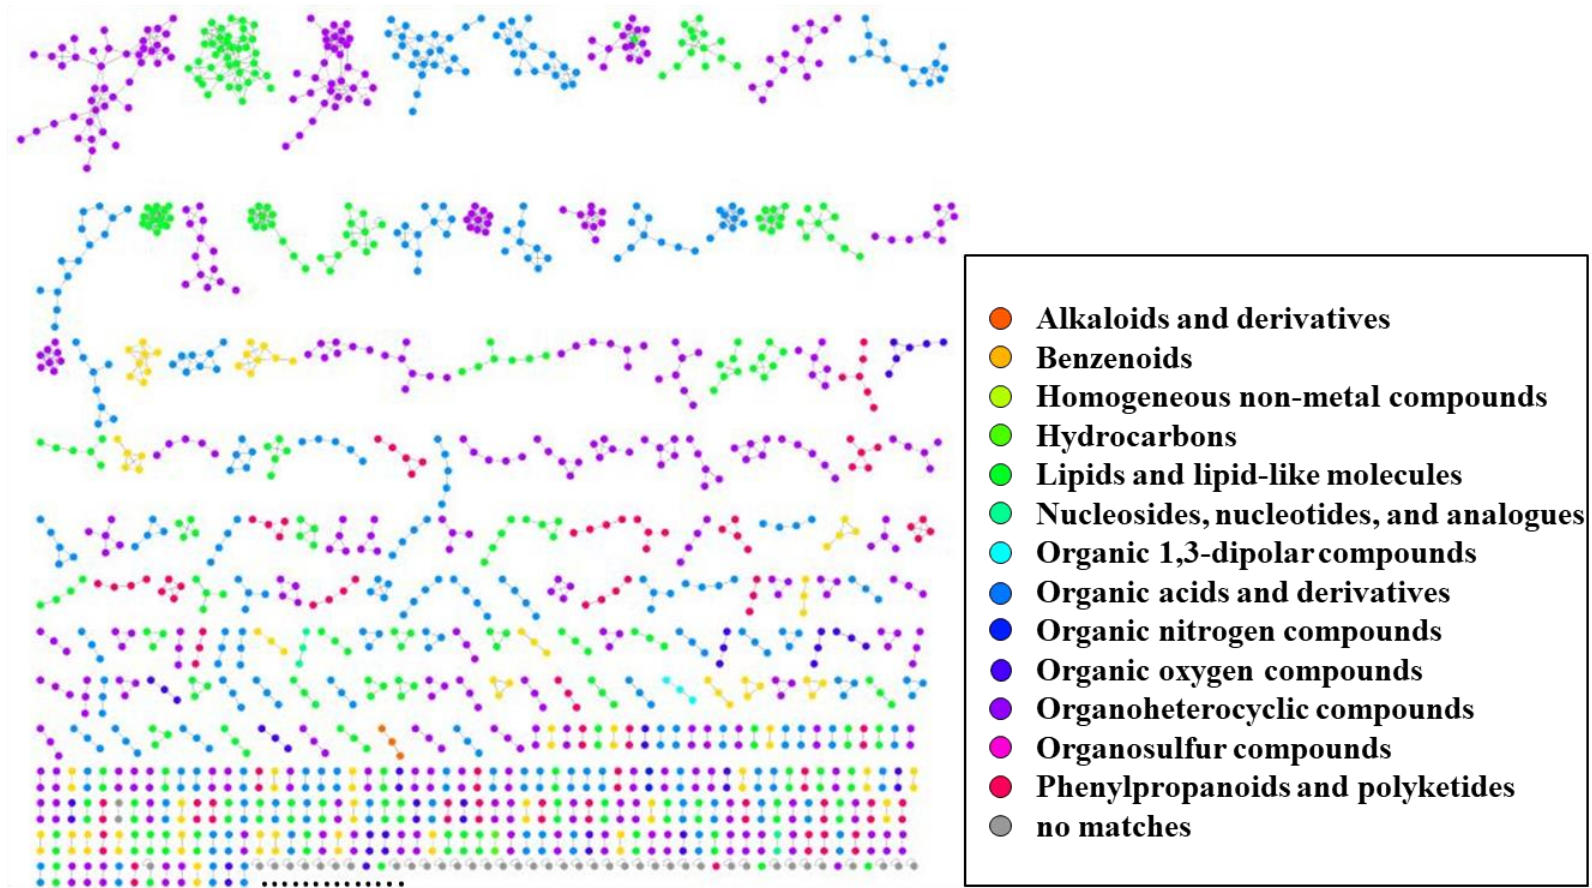 Alkaloids and derivatives
Benzenoids
Homogeneous non-metal compounds
Hydrocarbons
Lipids and lipid-like molecules
Nucleosides, nucleotides, and analogues
Organic 1,3-dipolar compounds
Organic acids and derivatives
Organic nitrogen compounds
Organic oxygen compounds
Organoheterocyclic compounds
Organosulfur compounds
Phenylpropanoids and polyketides
no matches